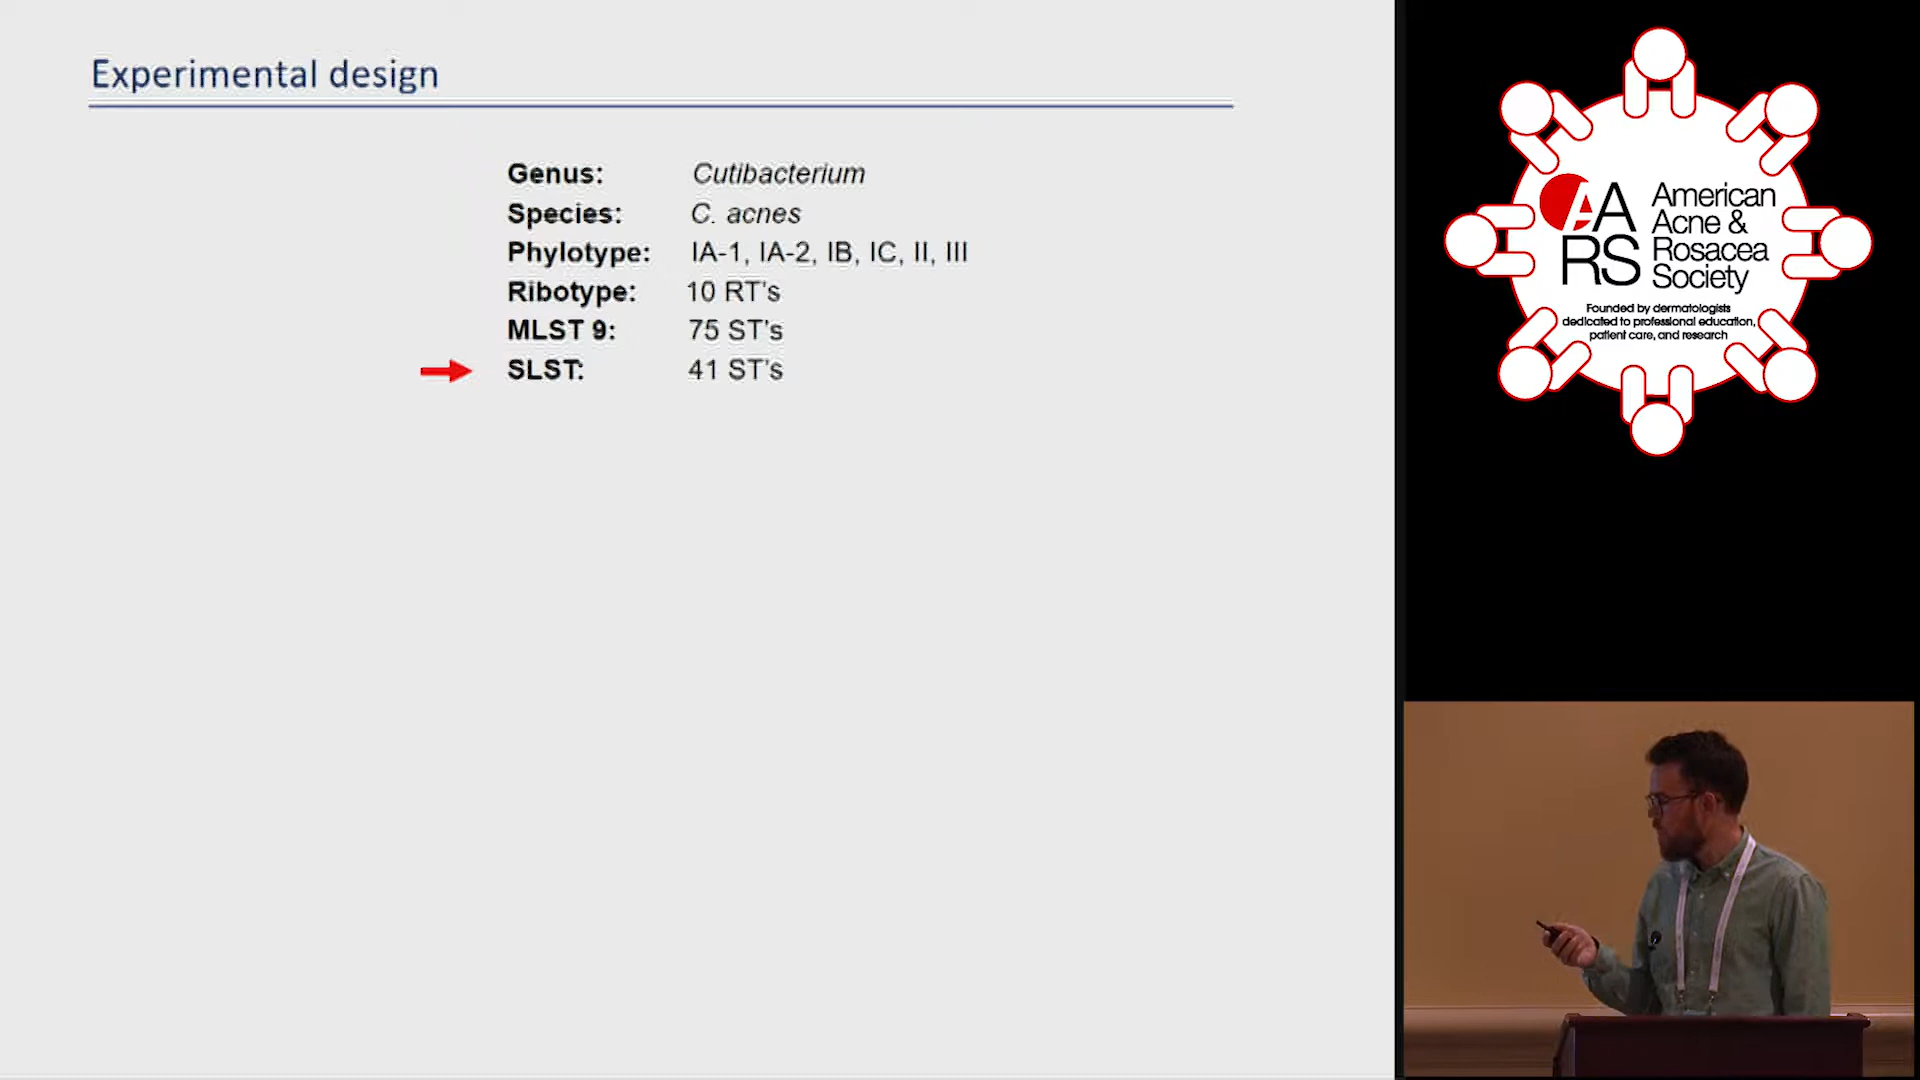 Experimental design
Genus: Cutibacterium
Species: C. acnes
Phylotype: IA-1, IA-2, IB, IC, II, III
Ribotype: 10 RT's
MLST 9: 75 ST's
SLST: 41 ST's
AARS
American
Acne &
Rosacea
Society
Founded by dermatologists
dedicated to professional education,
patient care, and research